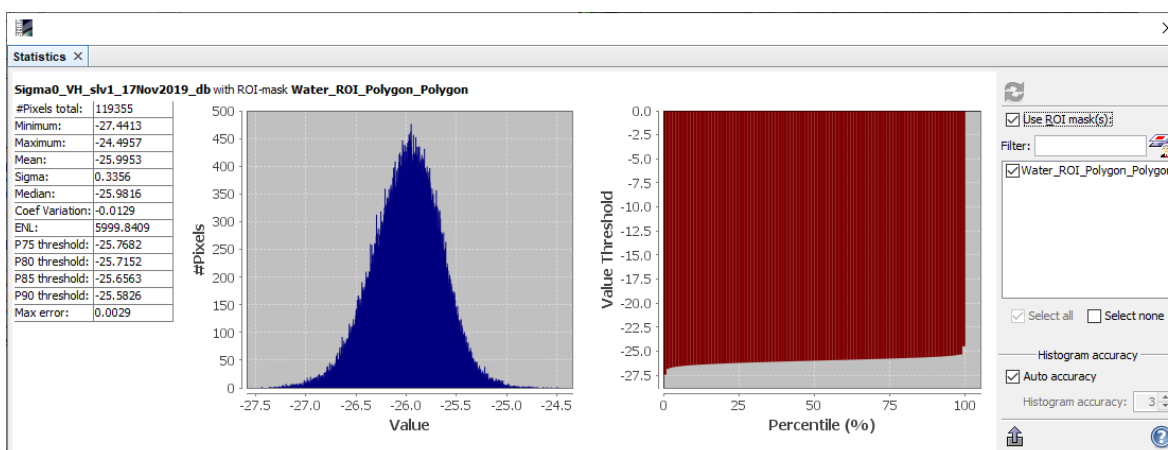 Statistics ×
Sigma0_VH_slv1_17Nov2019_db with ROI-mask Water_ROI_Polygon_Polygon
#Pixels total: 119355
Minimum: -27.4413
Maximum: -24.4957
Mean: -25.9953
Sigma: 0.3356
Median: -25.9816
Coef Variation: -0.0129
ENL: 5999.8409
P75 threshold: -25.7682
P80 threshold: -25.7152
P85 threshold: -25.6563
P90 threshold: -25.5826
Max error: 0.0029
500
450
400
350
300
250
200
150
100
50
0
#Pixels
-27.5 -27.0 -26.5 -26.0 -25.5 -25.0 -24.5
Value
0.0
-2.5
-5.0
-7.5
-10.0
-12.5
-15.0
-17.5
-20.0
-22.5
-25.0
-27.5
Value Threshold
0 25 50 75 100
Percentile (%)
Use ROI mask(s):
Filter:
Water_ROI_Polygon_Polygon
Select all Select none
Histogram accuracy
Auto accuracy
Histogram accuracy: 3